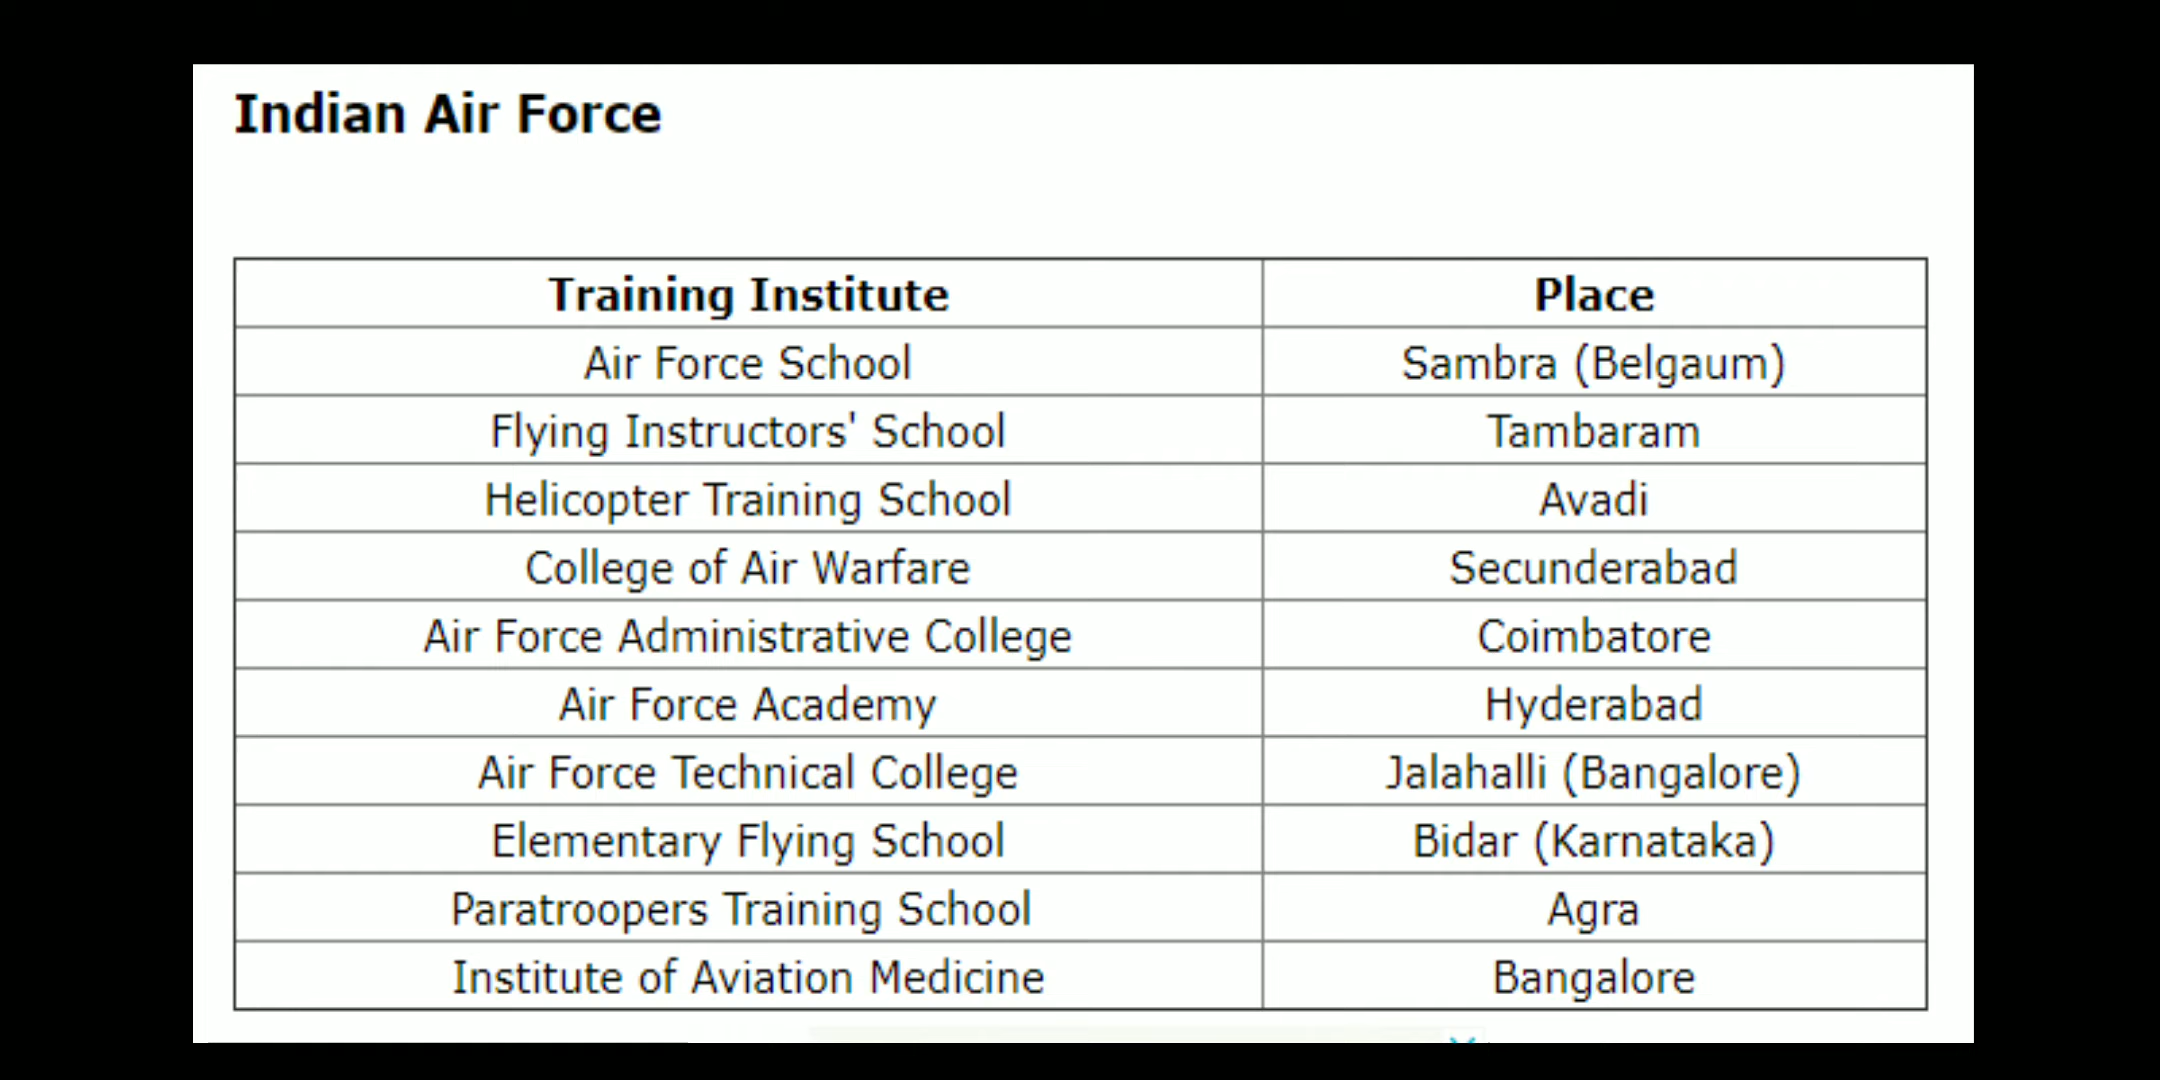 Indian Air Force
Training Institute Place
Air Force School Sambra (Belgaum)
Flying Instructors' School Tambaram
Helicopter Training School Avadi
College of Air Warfare Secunderabad
Air Force Administrative College Coimbatore
Air Force Academy Hyderabad
Air Force Technical College Jalahalli (Bangalore)
Elementary Flying School Bidar (Karnataka)
Paratroopers Training School Agra
Institute of Aviation Medicine Bangalore